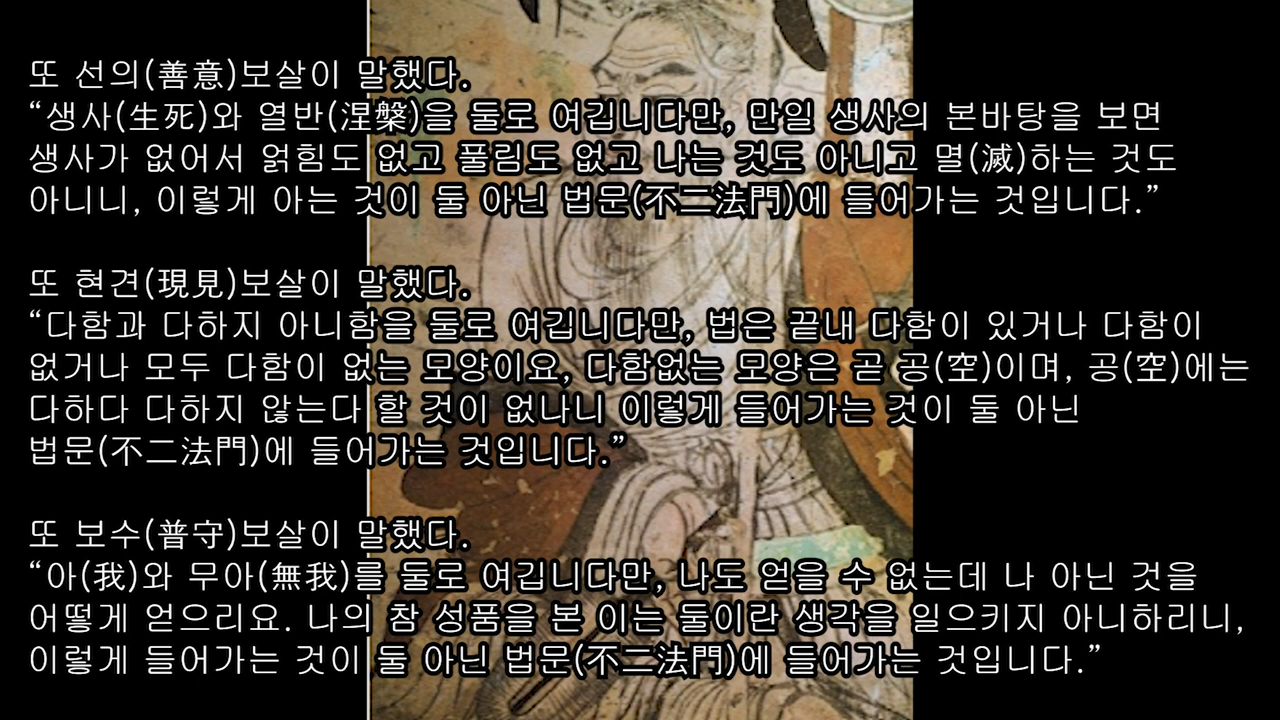 또 선의(善意)보살이 말했다.
“생사(生死)와 열반(涅槃)을 둘로 여깁니다만, 만일 생사의 본바탕을 보면
생사가 없어서 얽힘도 없고 풀림도 없고 나는 것도 아니고 멸(滅)하는 것도
아니니, 이렇게 아는 것이 둘 아닌 법문(不二法門)에 들어가는 것입니다.”
또 현견(現見)보살이 말했다.
“다함과 다하지 아니함을 둘로 여깁니다만, 법은 끝내 다함이 있거나 다함이
없거나 모두 다함이 없는 모양이요, 다함없는 모양은 곧 공(空)이며, 공(空)에는
다하다 다하지 않는다 할 것이 없나니 이렇게 들어가는 것이 둘 아닌
법문(不二法門)에 들어가는 것입니다.”
또 보수(普守)보살이 말했다.
“아(我)와 무아(無我)를 둘로 여깁니다만, 나도 얻을 수 없는데 나 아닌 것을
어떻게 얻으리요. 나의 참 성품을 본 이는 둘이란 생각을 일으키지 아니하리니,
이렇게 들어가는 것이 둘 아닌 법문(不二法門)에 들어가는 것입니다.”